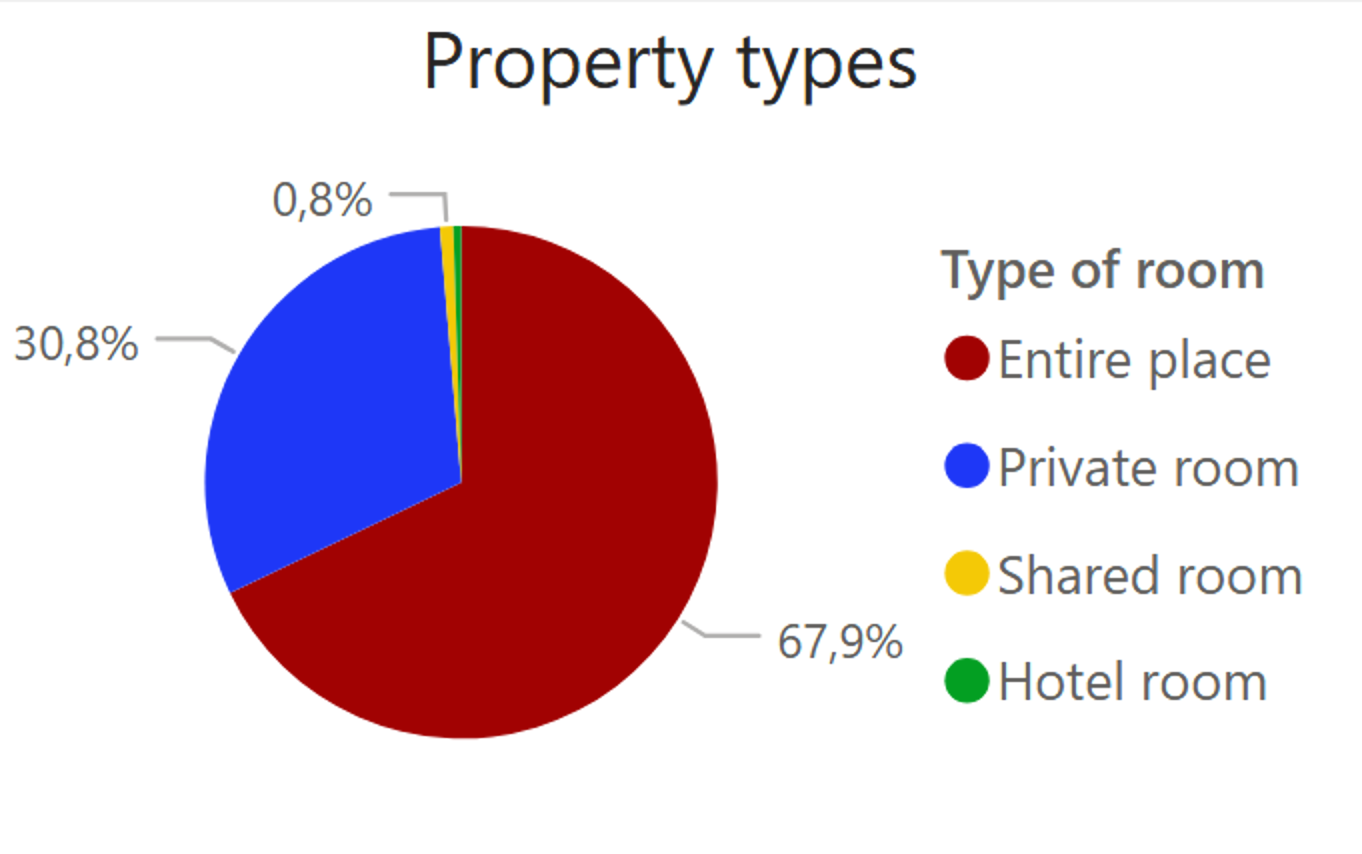 Property types
0,8%
30,8%
67,9%
Type of room
Entire place
Private room
Shared room
Hotel room